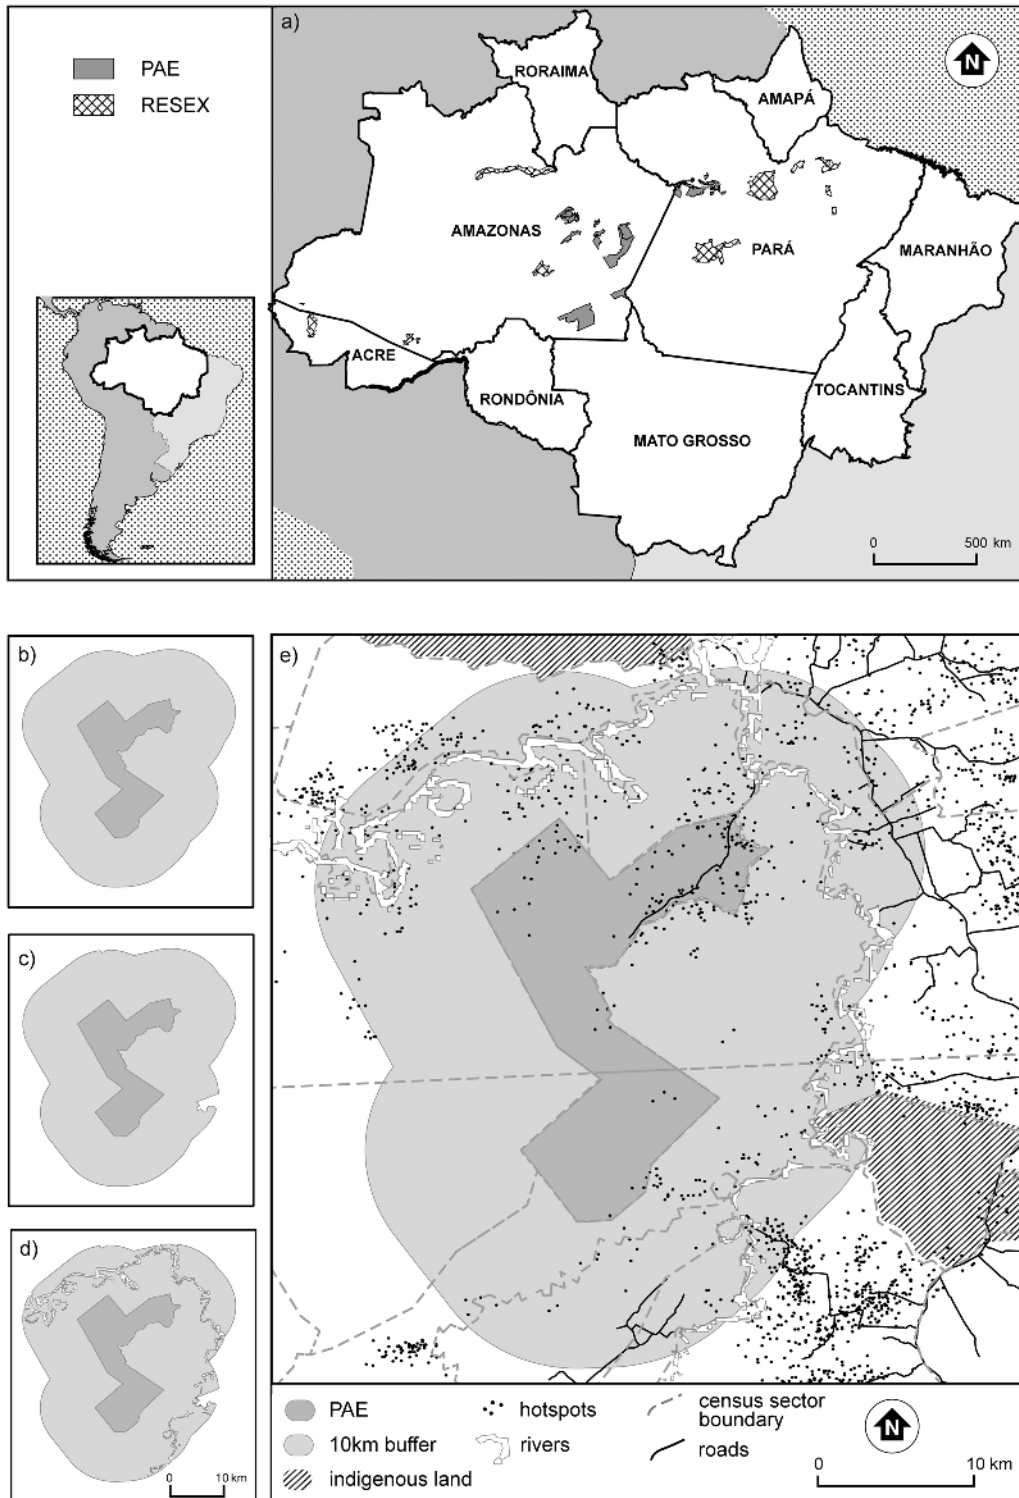 a)
PAE
RESEX
N
RORAIMA
AMAPÁ
AMAZONAS
PARÁ
MARANHÃO
ACRE
RONDÔNIA
TOCANTINS
MATO GROSSO
0 500 km
b)
c)
d)
0 10 km
e)
PAE
10km buffer
indigenous land
hotspots
rivers
census sector
boundary
roads
N
0 10 km